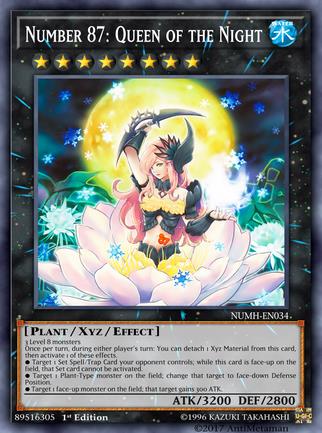 Number 87: Queen of the Night
WATER
水
NUMH-EN034
[Plant / Xyz / Effect]
3 Level 8 monsters
Once per turn, during either player's turn: You can detach 1 Xyz Material from this card,
then activate 1 of these effects.
● Target 1 Set Spell/Trap Card your opponent controls; while this card is face-up on the
field, that Set card cannot be activated.
● Target 1 Plant-Type monster on the field; change that target to face-down Defense
Position.
● Target 1 face-up monster on the field; that target gains 300 ATK.
ATK/3200 DEF/2800
89516305 1st Edition ©1996 KAZUKI TAKAHASHI
©2017 AntiMetaman